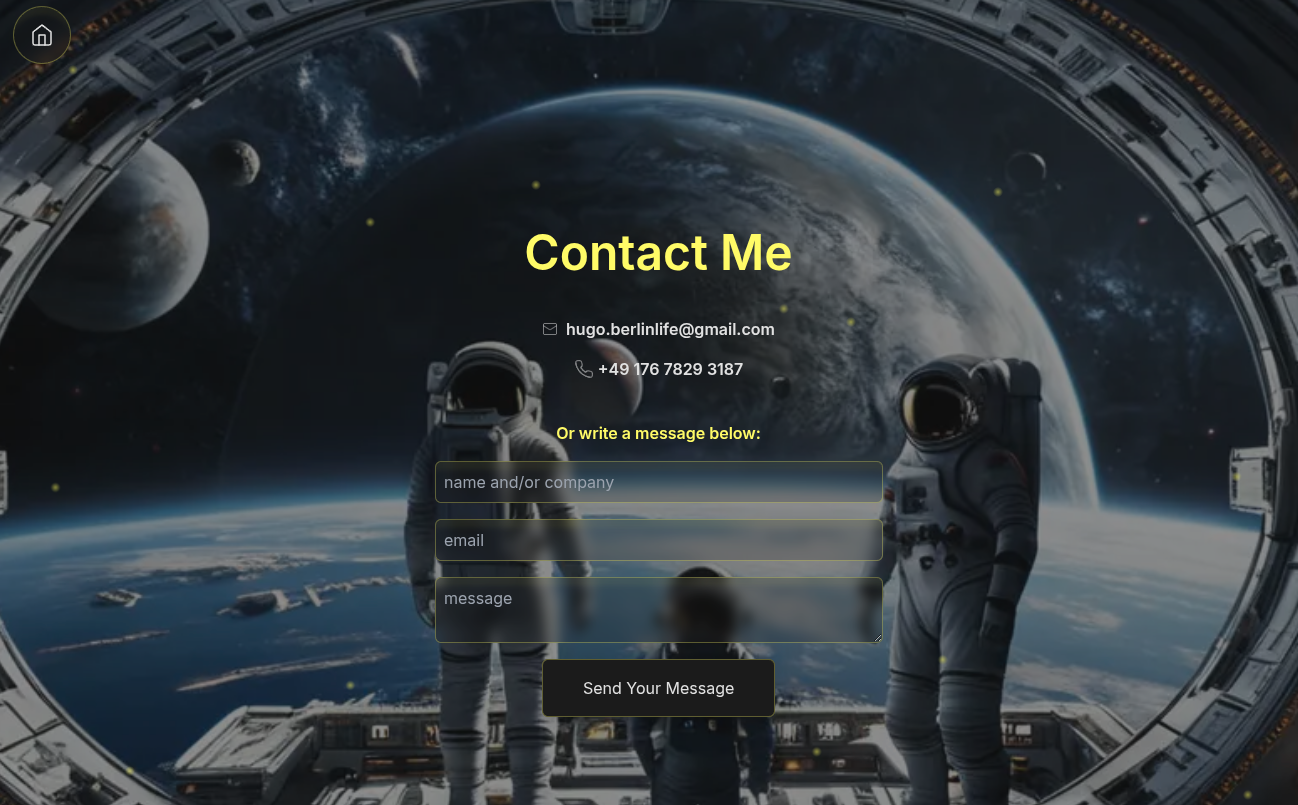 Contact Me
hugo.berlinlife@gmail.com
+49 176 7829 3187
Or write a message below:
name and/or company
email
message
Send Your Message